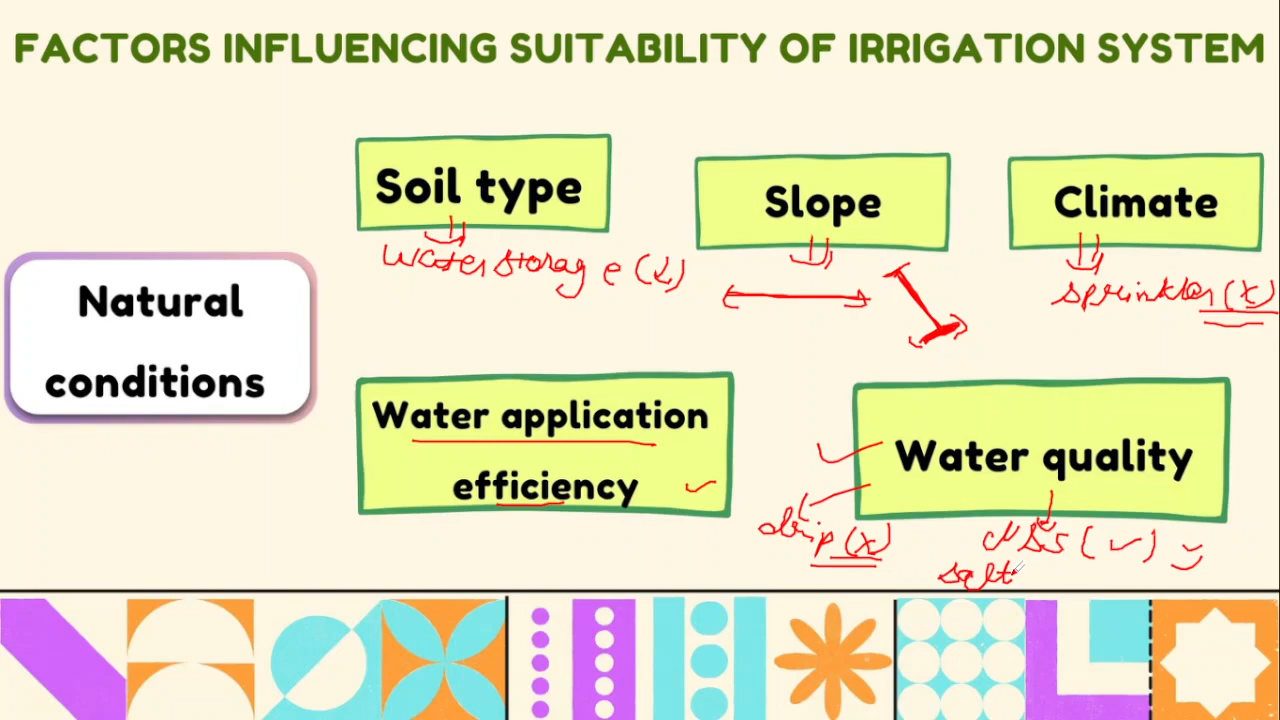 FACTORS INFLUENCING SUITABILITY OF IRRIGATION SYSTEM
Soil type
Slope
Climate
water storage
sprinkler (x)
Natural
conditions
Water application
efficiency
Water quality
drip (x)
salt